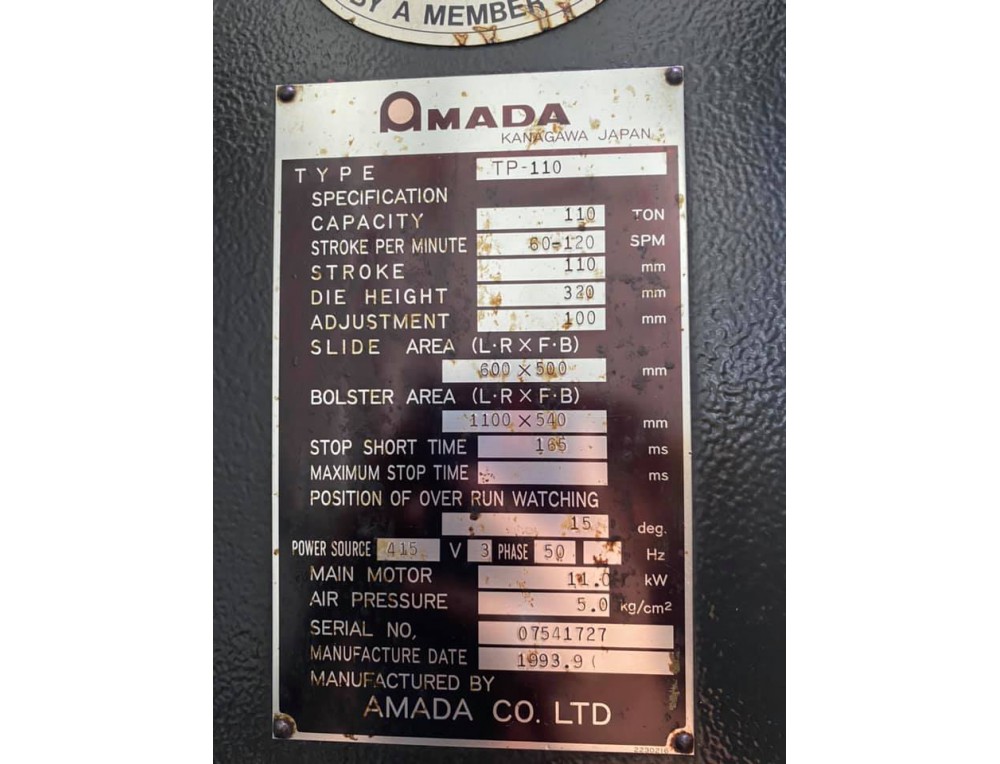 BY A MEMBER
AMADA
KANAGAWA JAPAN
TYPE TP-110
SPECIFICATION
CAPACITY 110 TON
STROKE PER MINUTE 60-120 SPM
STROKE 110 mm
DIE HEIGHT 320 mm
ADJUSTMENT 100 mm
SLIDE AREA (L·R×F·B)
600×500 mm
BOLSTER AREA (L·R×F·B)
1100×540 mm
STOP SHORT TIME 165 ms
MAXIMUM STOP TIME ms
POSITION OF OVER RUN WATCHING
15 deg.
POWER SOURCE 415 V 3 PHASE 50 Hz
MAIN MOTOR 11.0 kW
AIR PRESSURE 5.0 kg/cm²
SERIAL NO, 07541727
MANUFACTURE DATE 1993.9 (
MANUFACTURED BY
AMADA CO. LTD
2230216